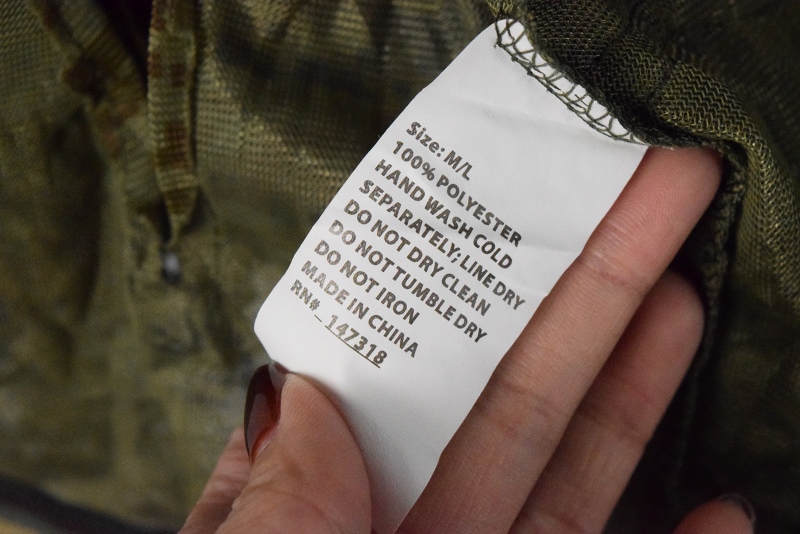 Size: M/L
100% POLYESTER
HAND WASH COLD
SEPARATELY; LINE DRY
DO NOT DRY CLEAN
DO NOT TUMBLE DRY
DO NOT IRON
MADE IN CHINA
RN#_147318